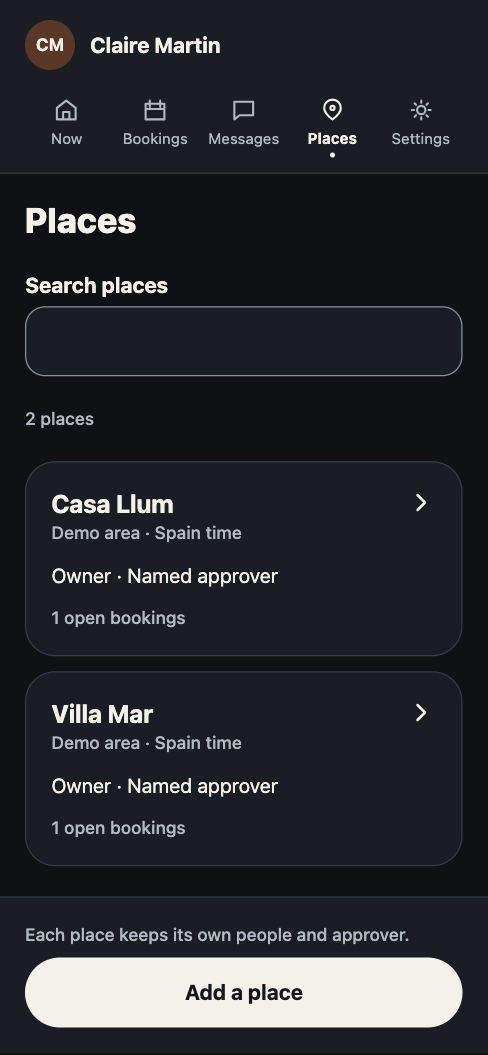 CM
Claire Martin
Now
Bookings
Messages
Places
Settings
Places
Search places
2 places
Casa Llum
Demo area · Spain time
Owner · Named approver
1 open bookings
Villa Mar
Demo area · Spain time
Owner · Named approver
1 open bookings
Each place keeps its own people and approver.
Add a place